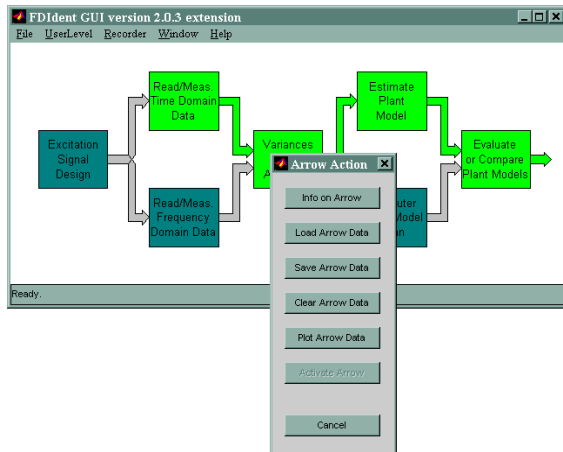 FDIdent GUI version 2.0.3 extension
File UserLevel Recorder Window Help
Read/Meas.
Time Domain
Data
Estimate
Plant
Model
Excitation
Signal
Design
Variances
Evaluate
or Compare
Plant Models
Read/Meas.
Frequency
Domain Data
Arrow Action
Info on Arrow
Load Arrow Data
Save Arrow Data
Clear Arrow Data
Plot Arrow Data
Activate Arrow
Cancel
Model
Ready.